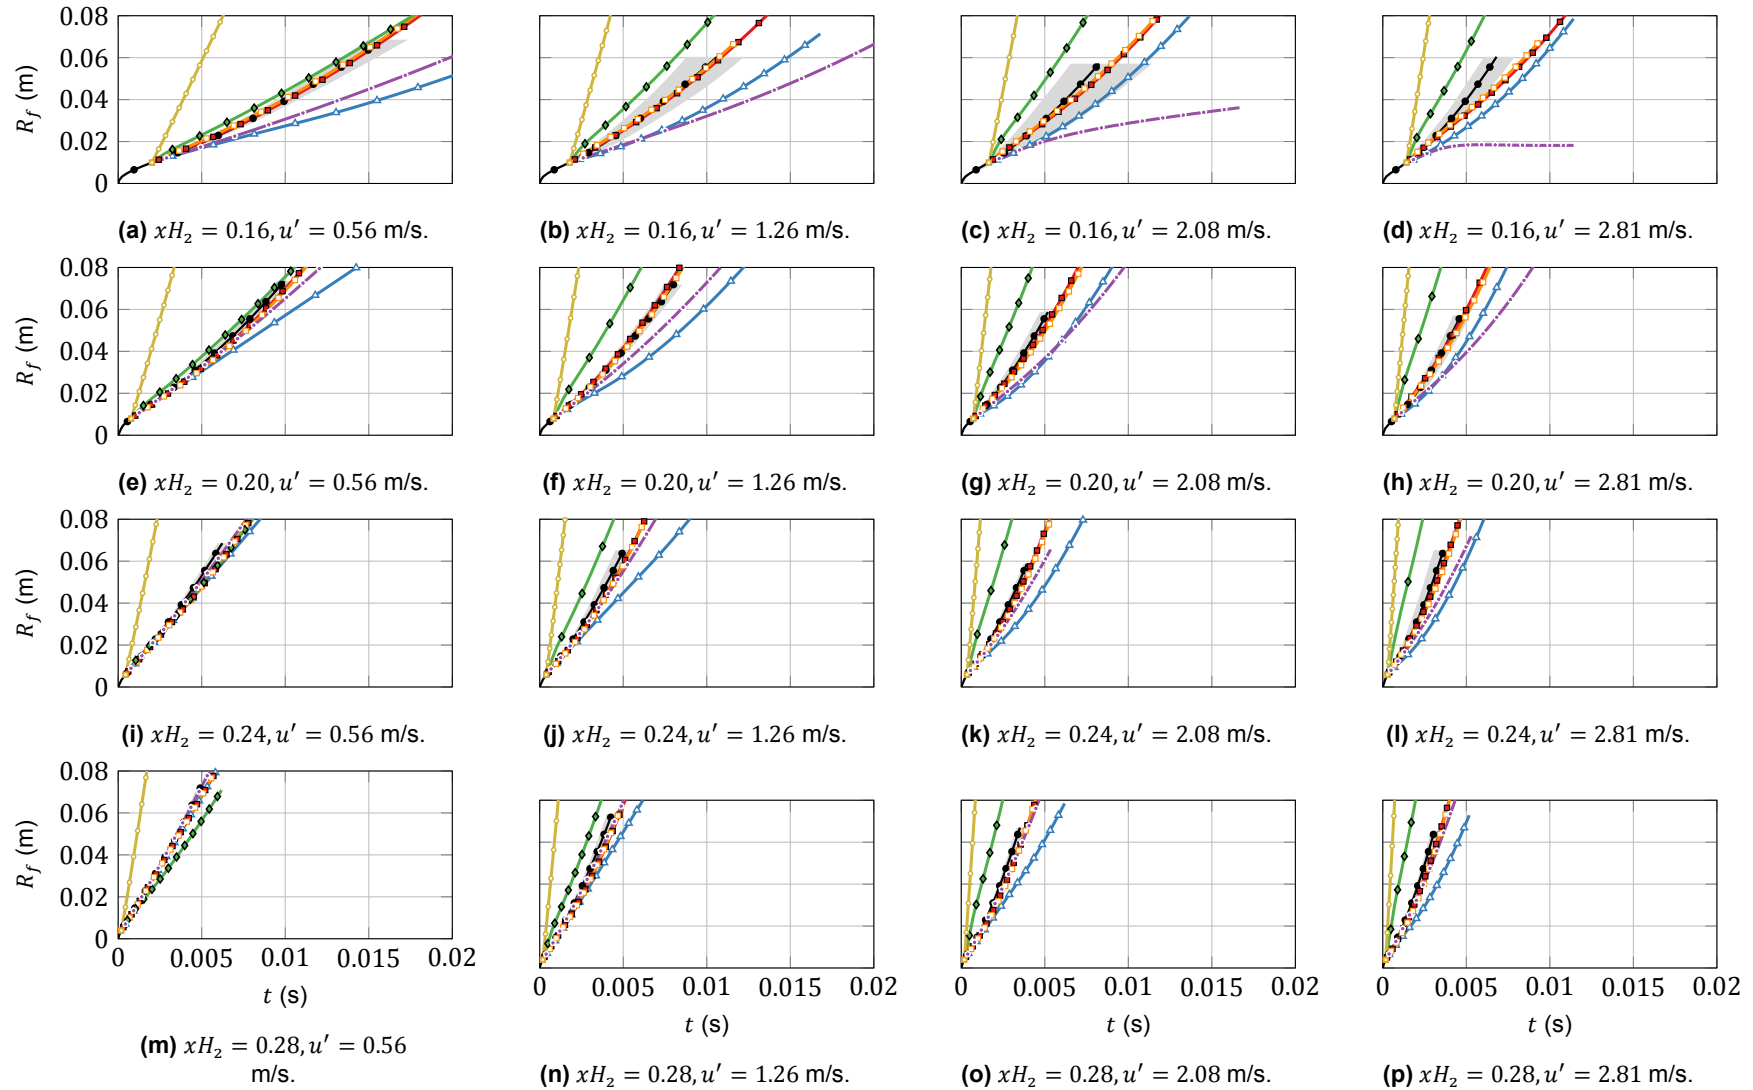 0.08
0.06
0.04
0.02
0
R_f (m)
(a) xH₂ = 0.16, u′ = 0.56 m/s.
(b) xH₂ = 0.16, u′ = 1.26 m/s.
(c) xH₂ = 0.16, u′ = 2.08 m/s.
(d) xH₂ = 0.16, u′ = 2.81 m/s.
0.08
0.06
0.04
0.02
0
R_f (m)
(e) xH₂ = 0.20, u′ = 0.56 m/s.
(f) xH₂ = 0.20, u′ = 1.26 m/s.
(g) xH₂ = 0.20, u′ = 2.08 m/s.
(h) xH₂ = 0.20, u′ = 2.81 m/s.
0.08
0.06
0.04
0.02
0
R_f (m)
(i) xH₂ = 0.24, u′ = 0.56 m/s.
(j) xH₂ = 0.24, u′ = 1.26 m/s.
(k) xH₂ = 0.24, u′ = 2.08 m/s.
(l) xH₂ = 0.24, u′ = 2.81 m/s.
0.08
0.06
0.04
0.02
0
R_f (m)
0 0.005 0.01 0.015 0.02
t (s)
(m) xH₂ = 0.28, u′ = 0.56
m/s.
0 0.005 0.01 0.015 0.02
t (s)
(n) xH₂ = 0.28, u′ = 1.26 m/s.
0 0.005 0.01 0.015 0.02
t (s)
(o) xH₂ = 0.28, u′ = 2.08 m/s.
0 0.005 0.01 0.015 0.02
t (s)
(p) xH₂ = 0.28, u′ = 2.81 m/s.